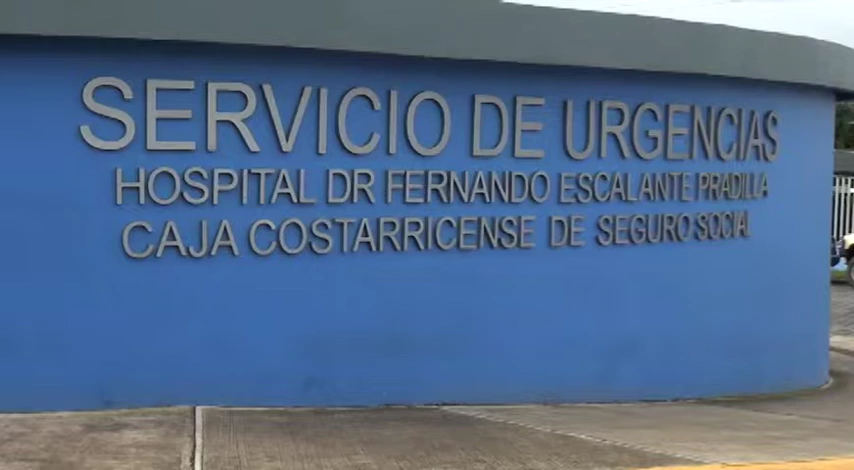 SERVICIO DE URGENCIAS
HOSPITAL DR FERNANDO ESCALANTE PRADILLA
CAJA COSTARRICENSE DE SEGURO SOCIAL